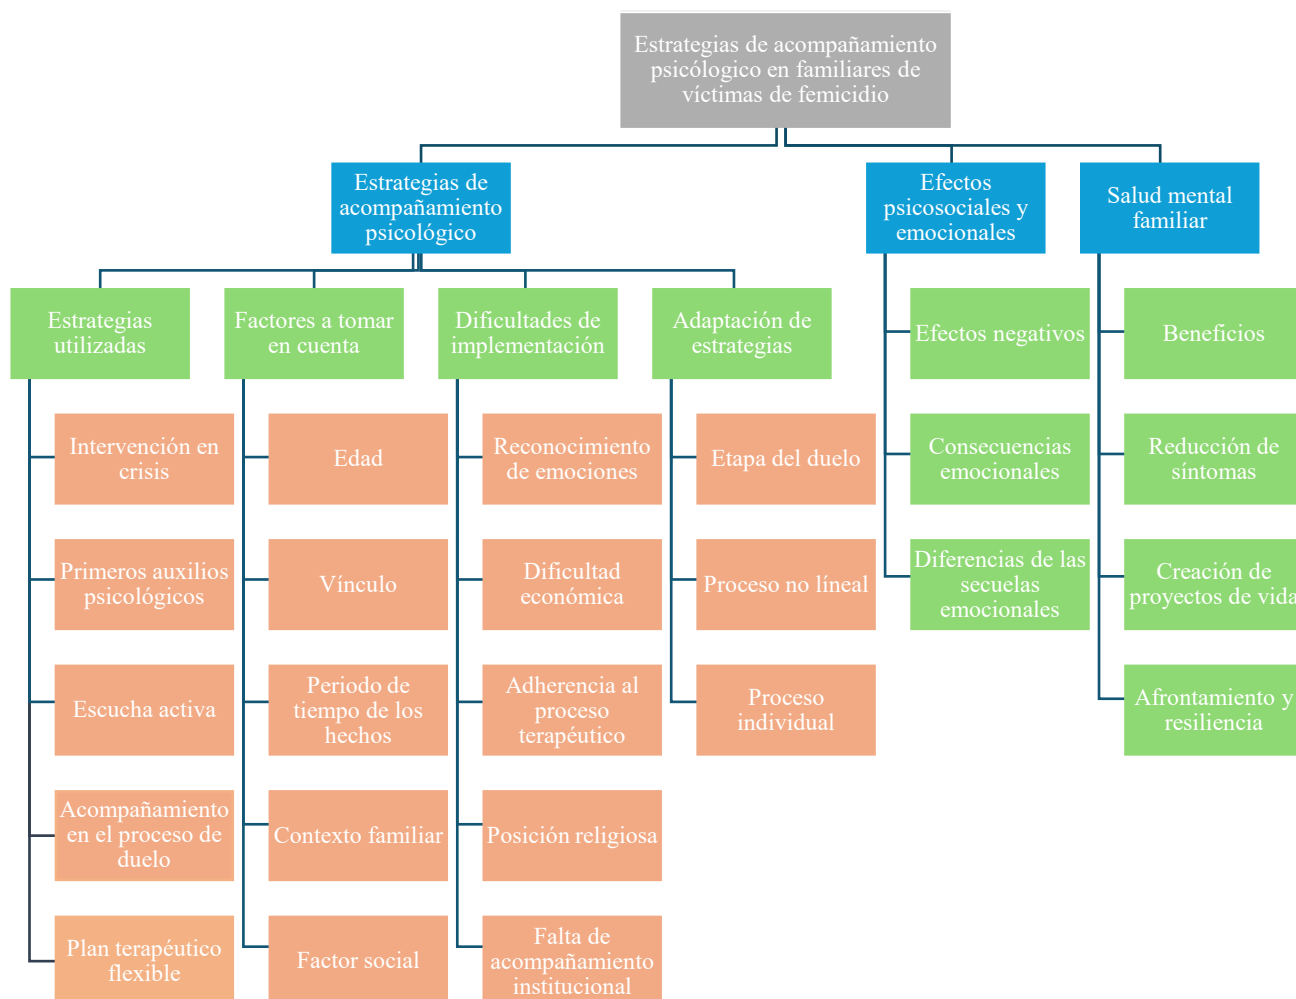 Estrategias de acompañamiento
psicólogico en familiares de
víctimas de femicidio
Estrategias de
acompañamiento
psicológico
Efectos
psicosociales y
emocionales
Salud mental
familiar
Estrategias
utilizadas
Factores a tomar
en cuenta
Dificultades de
implementación
Adaptación de
estrategias
Efectos negativos
Beneficios
Intervención en
crisis
Edad
Reconocimiento
de emociones
Etapa del duelo
Consecuencias
emocionales
Reducción de
síntomas
Primeros auxilios
psicológicos
Vínculo
Dificultad
económica
Proceso no líneal
Diferencias de las
secuelas
emocionales
Creación de
proyectos de vida
Escucha activa
Periodo de
tiempo de los
hechos
Adherencia al
proceso
terapéutico
Proceso
individual
Afrontamiento y
resiliencia
Acompañamiento
en el proceso de
duelo
Contexto familiar
Posición religiosa
Plan terapéutico
flexible
Factor social
Falta de
acompañamiento
institucional